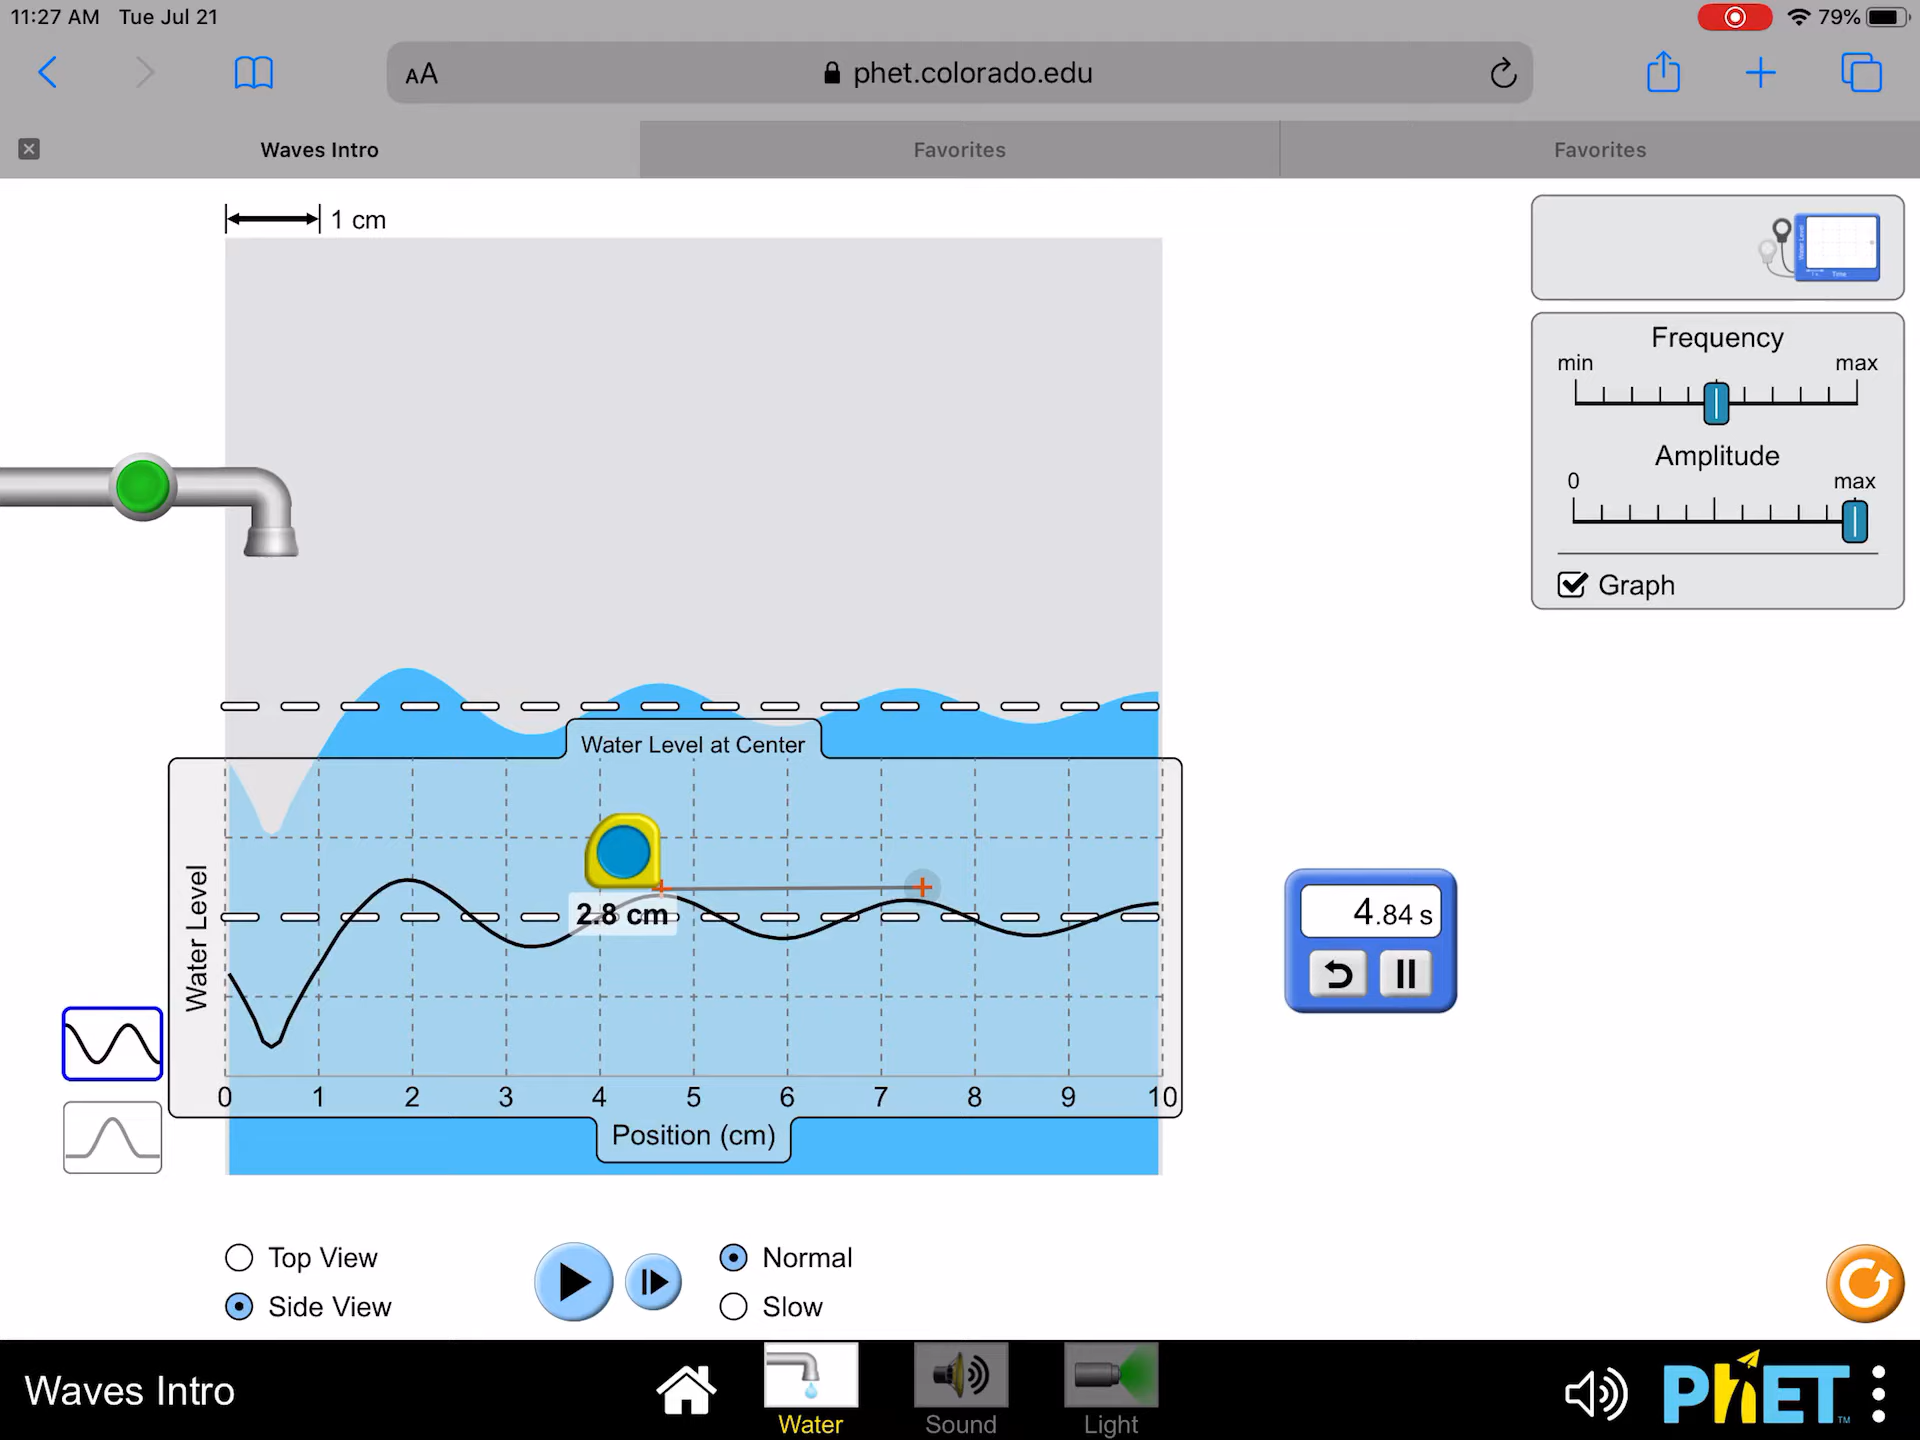 11:27 AM Tue Jul 21
79%
AA
phet.colorado.edu
Waves Intro
Favorites
Favorites
1 cm
Frequency
min
max
Amplitude
0
max
Graph
Water Level at Center
Water Level
2.8 cm
4.84 s
0 1 2 3 4 5 6 7 8 9 10
Position (cm)
Top View
Side View
Normal
Slow
Waves Intro
Water
Sound
Light
PhET